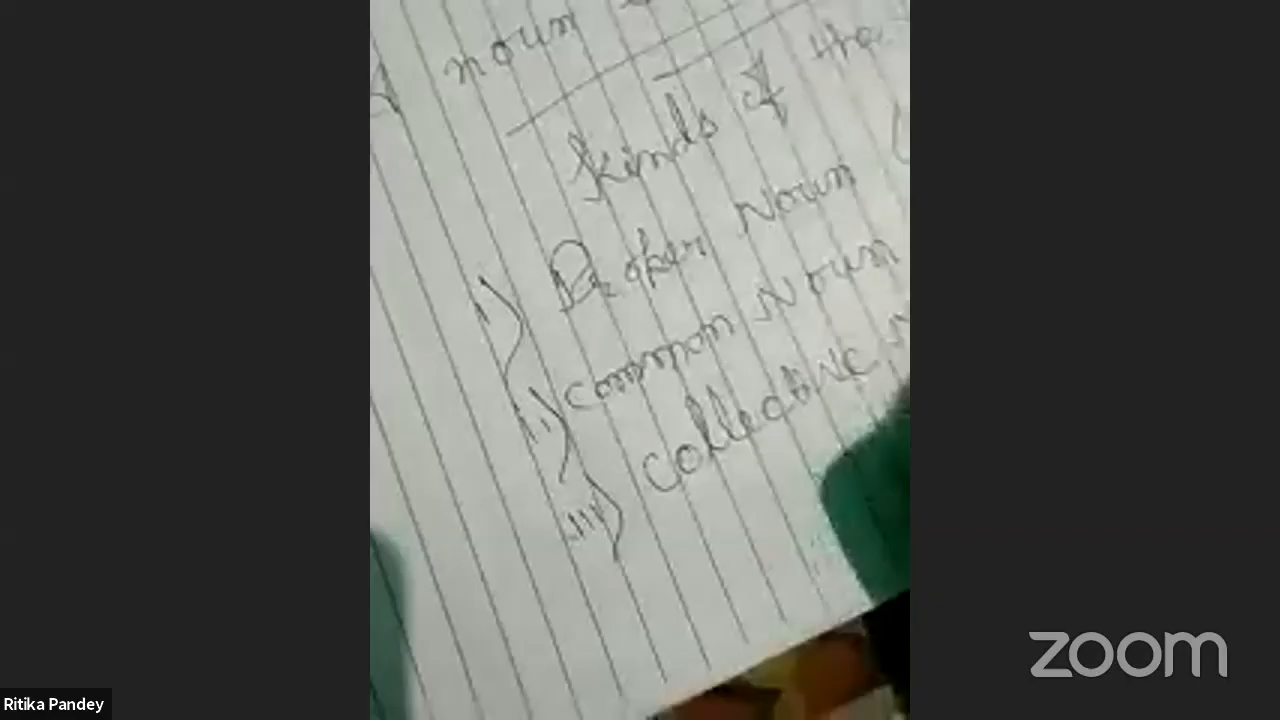 noun
kinds of the
i) Proper Noun
ii) common Noun
iii) collective
Ritika Pandey
zoom